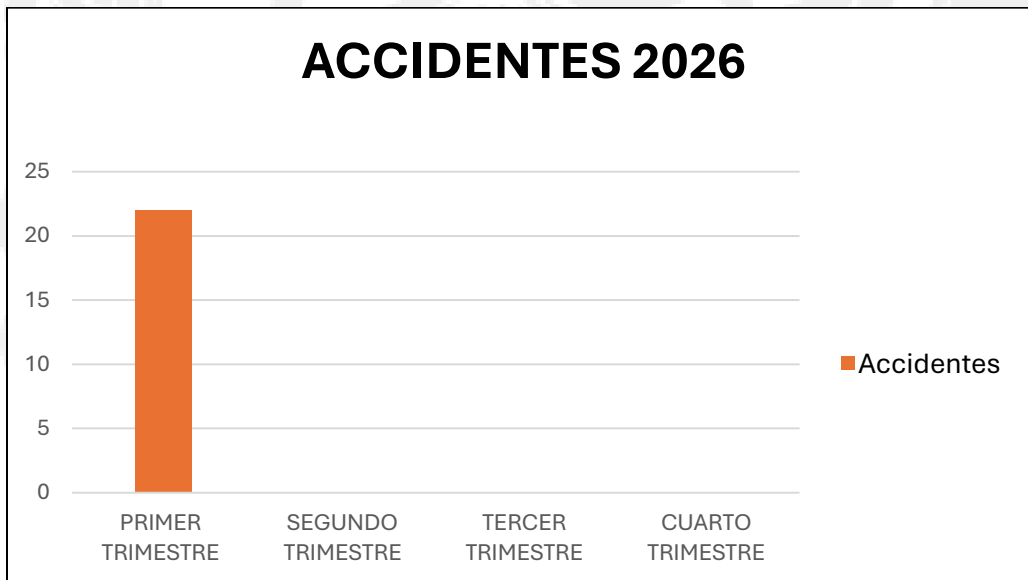 ACCIDENTES 2026
25
20
15
10
5
0
PRIMER
TRIMESTRE
SEGUNDO
TRIMESTRE
TERCER
TRIMESTRE
CUARTO
TRIMESTRE
Accidentes